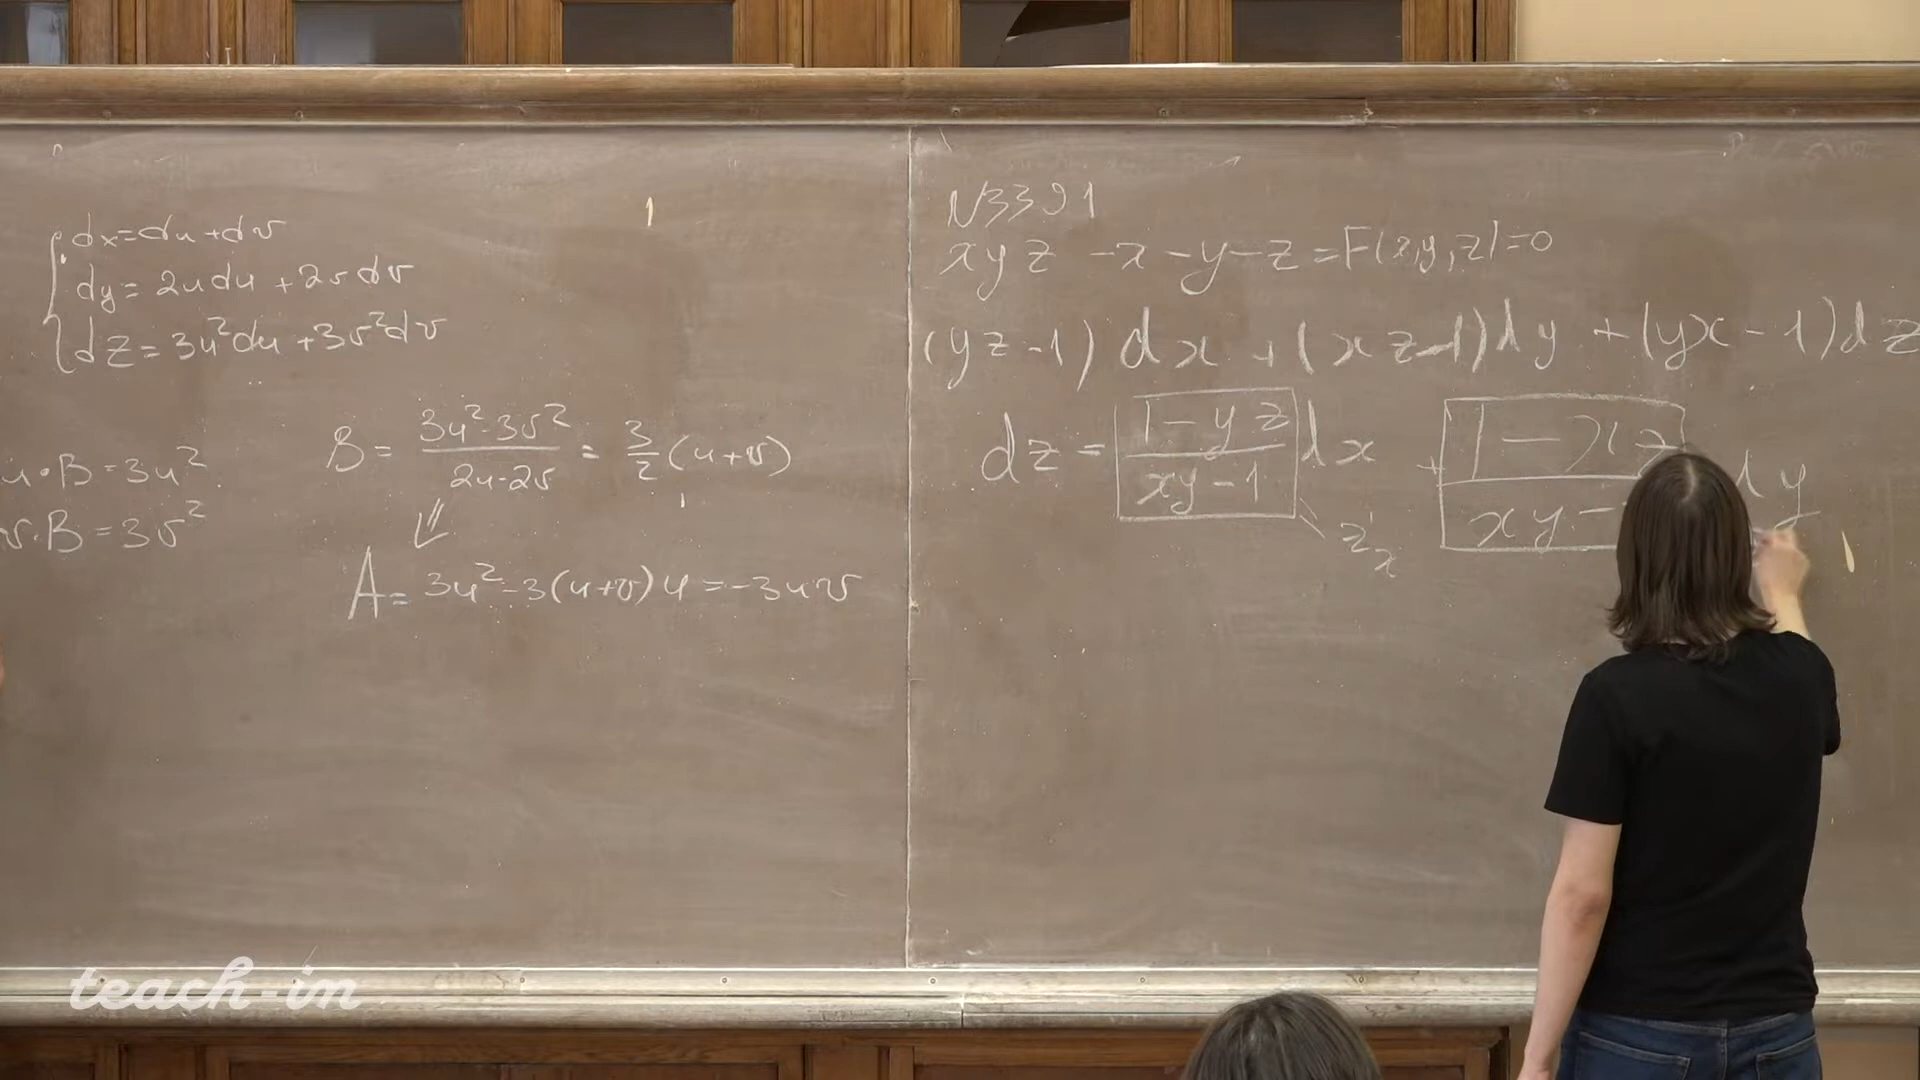 dx = du + dv
dy = 2udu + 2vdv
dz = 3u²du + 3v²dv
u·B = 3u²
v·B = 3v²
B = (3u² - 3v²)/(2u - 2v) = 3/2 (u+v)
⇓
A = 3u² - 3(u+v)u = -3uv
N3391
xyz - x - y - z = F(x,y,z) = 0
(yz - 1) dx + (xz - 1) dy + (yx - 1) dz
dz = (1 - yz)/(xy - 1) dx + (1 - xz)/(xy - dy
z'x
teach-in